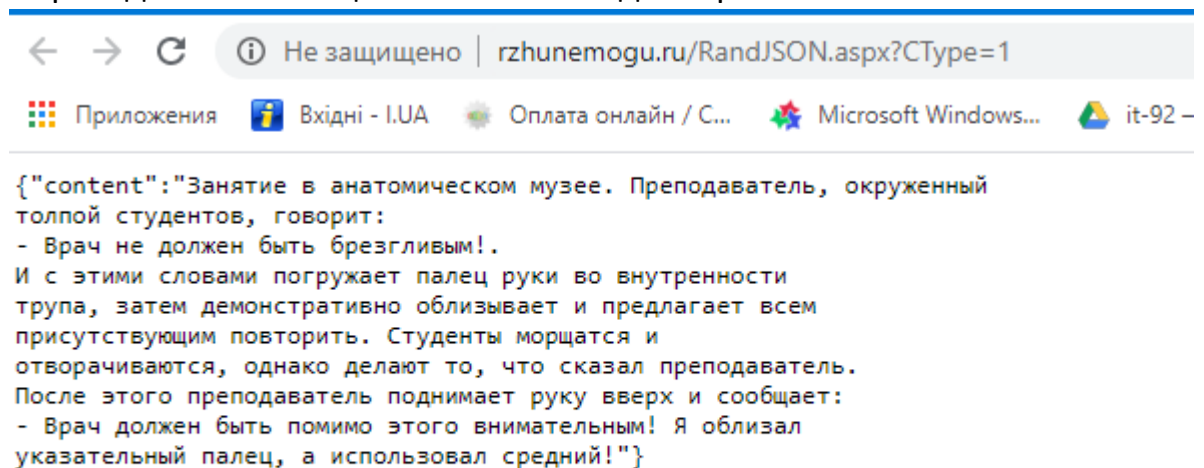 Не защищено | rzhunemogu.ru/RandJSON.aspx?CType=1
Приложения Вхідні - I.UA Оплата онлайн / С... Microsoft Windows... it-92 –
{"content":"Занятие в анатомическом музее. Преподаватель, окруженный
толпой студентов, говорит:
- Врач не должен быть брезгливым!.
И с этими словами погружает палец руки во внутренности
трупа, затем демонстративно облизывает и предлагает всем
присутствующим повторить. Студенты морщатся и
отворачиваются, однако делают то, что сказал преподаватель.
После этого преподаватель поднимает руку вверх и сообщает:
- Врач должен быть помимо этого внимательным! Я облизал
указательный палец, а использовал средний!"}